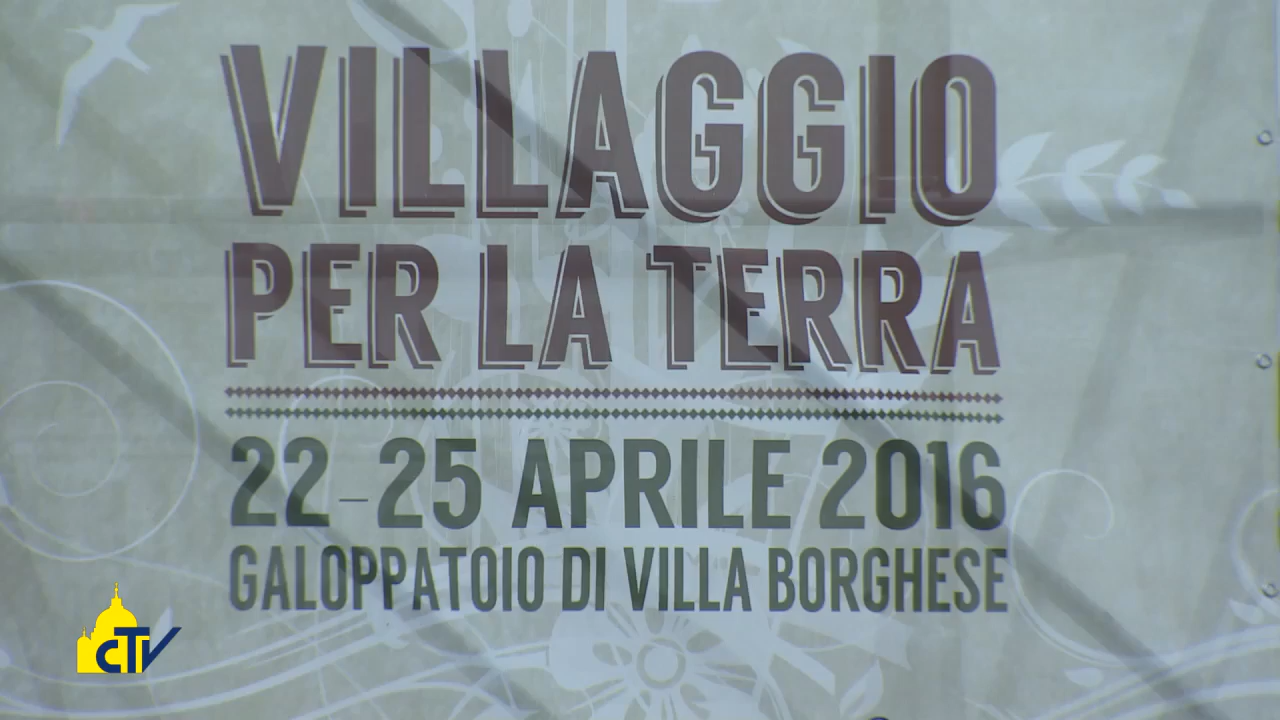 VILLAGGIO
PER LA TERRA
22-25 APRILE 2016
GALOPPATOIO DI VILLA BORGHESE
CTV